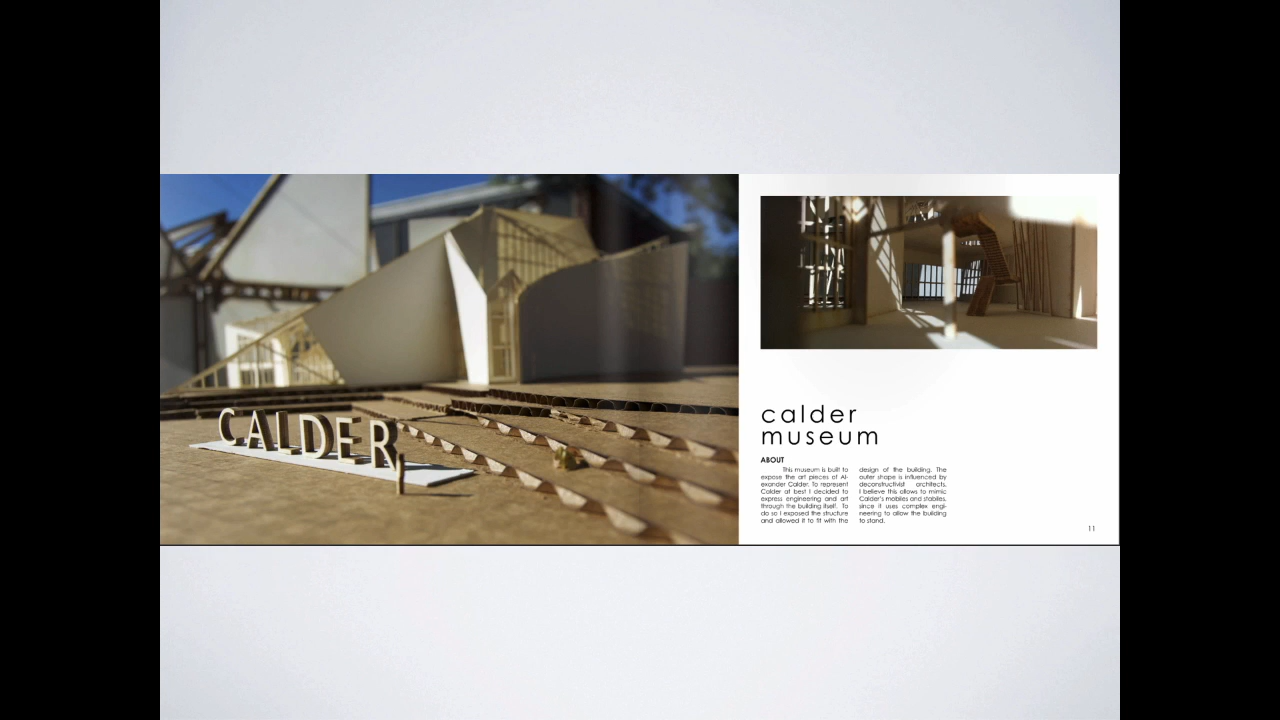 CALDER
calder
museum
ABOUT
This museum is built to
expose the art pieces of Al-
exander Calder. To represent
Calder at best I decided to
express engineering and art
through the building itself. To
do so I exposed the structure
and allowed it to fit with the
design of the building. The
outer shape is influenced by
deconstructivist architects.
I believe this allows to mimic
Calder's mobiles and stabiles,
since it uses complex engi-
neering to allow the building
to stand.
11